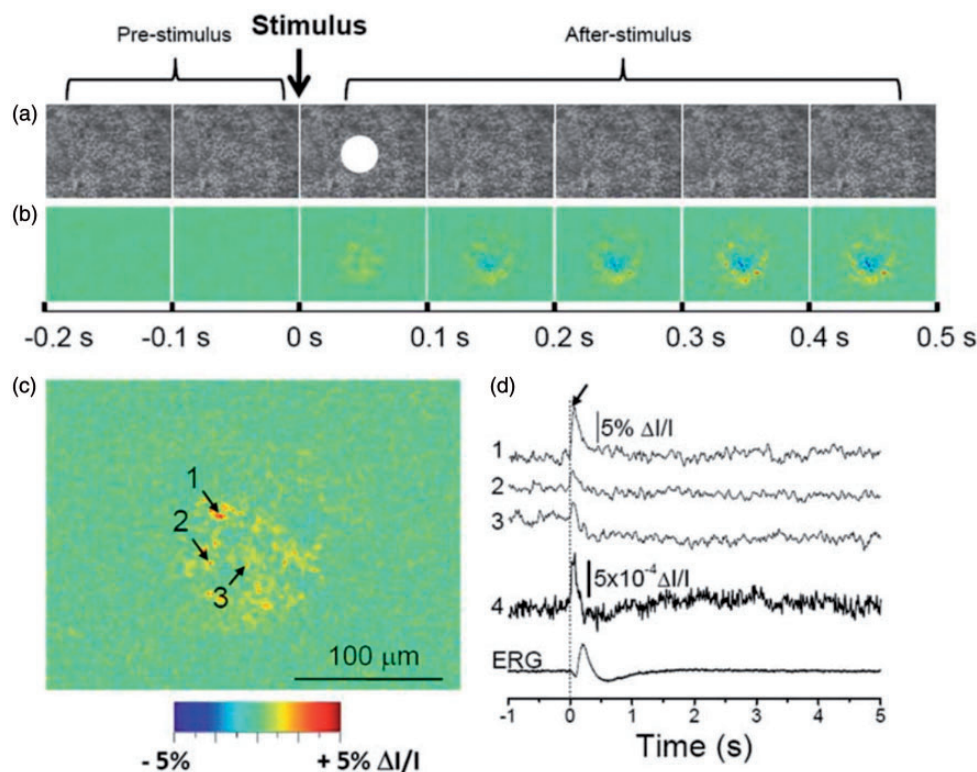 Pre-stimulus
Stimulus
After-stimulus
(a)
(b)
-0.2 s -0.1 s 0 s 0.1 s 0.2 s 0.3 s 0.4 s 0.5 s
(c)
1
2
3
100 μm
- 5% + 5% ΔI/I
(d)
5% ΔI/I
1
2
3
5x10⁻⁴ ΔI/I
4
ERG
-1 0 1 2 3 4 5
Time (s)